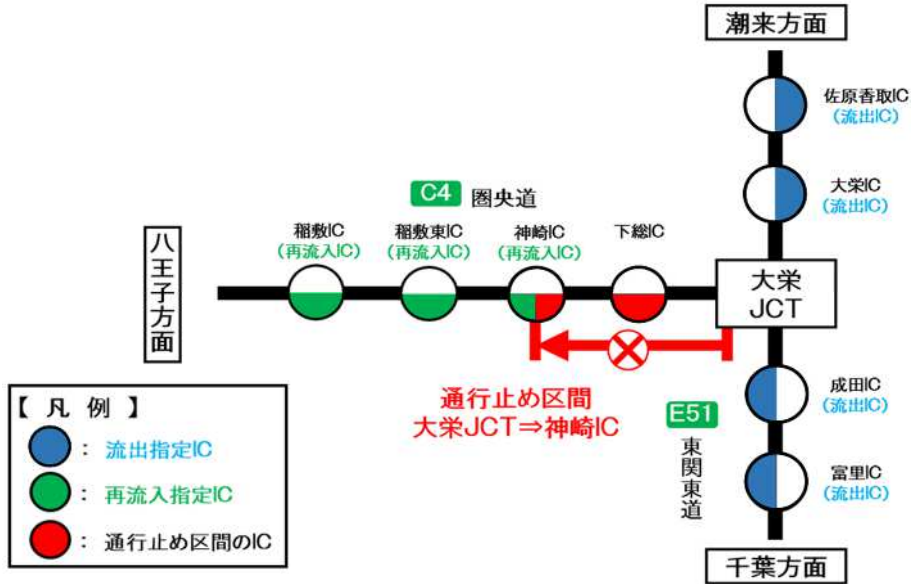 潮来方面
佐原香取IC
(流出IC)
大栄IC
(流出IC)
C4 圏央道
稲敷IC
(再流入IC)
稲敷東IC
(再流入IC)
神崎IC
(再流入IC)
下総IC
八王子方面
大栄
JCT
通行止め区間
大栄JCT⇒神崎IC
E51
東関東道
成田IC
(流出IC)
富里IC
(流出IC)
千葉方面
【 凡 例 】
: 流出指定IC
: 再流入指定IC
: 通行止め区間のIC